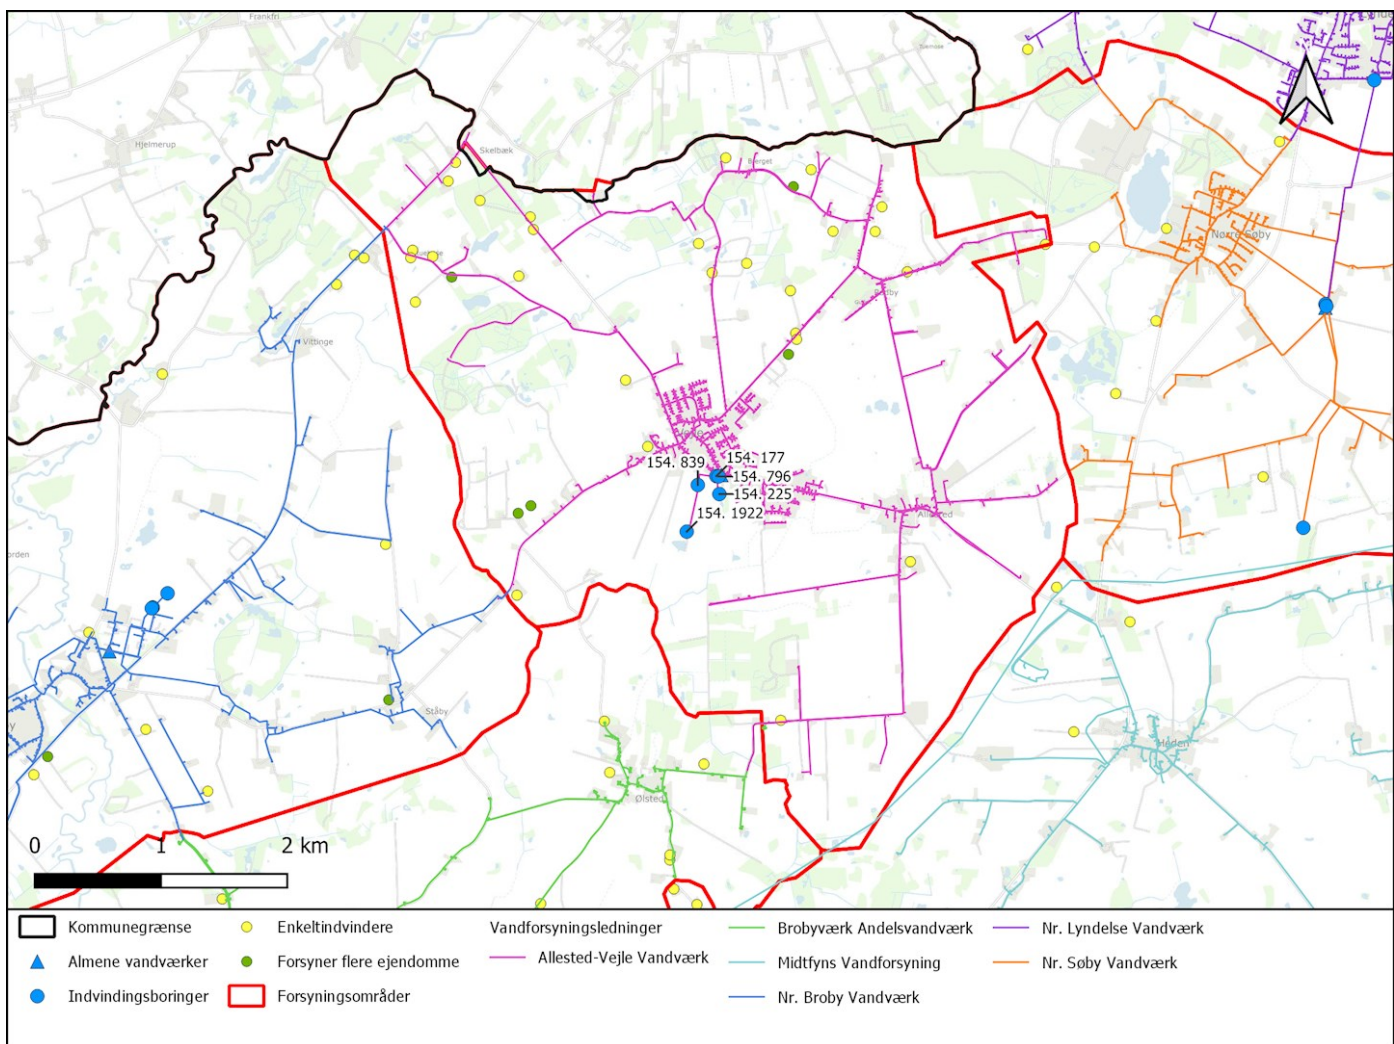 Frankfri
Hjelmerup
Skelbæk
Bjerget
Nørre Søby
Vittinge
154. 839
154. 177
154. 796
154. 225
154. 1922
Allested
Ståby
Ølsted
Heden
0 1 2 km
Kommunegrænse
Almene vandværker
Indvindingsboringer
Enkeltindvindere
Forsyner flere ejendomme
Forsyningsområder
Vandforsyningsledninger
Allested-Vejle Vandværk
Brobyværk Andelsvandværk
Midtfyns Vandforsyning
Nr. Broby Vandværk
Nr. Lyndelse Vandværk
Nr. Søby Vandværk